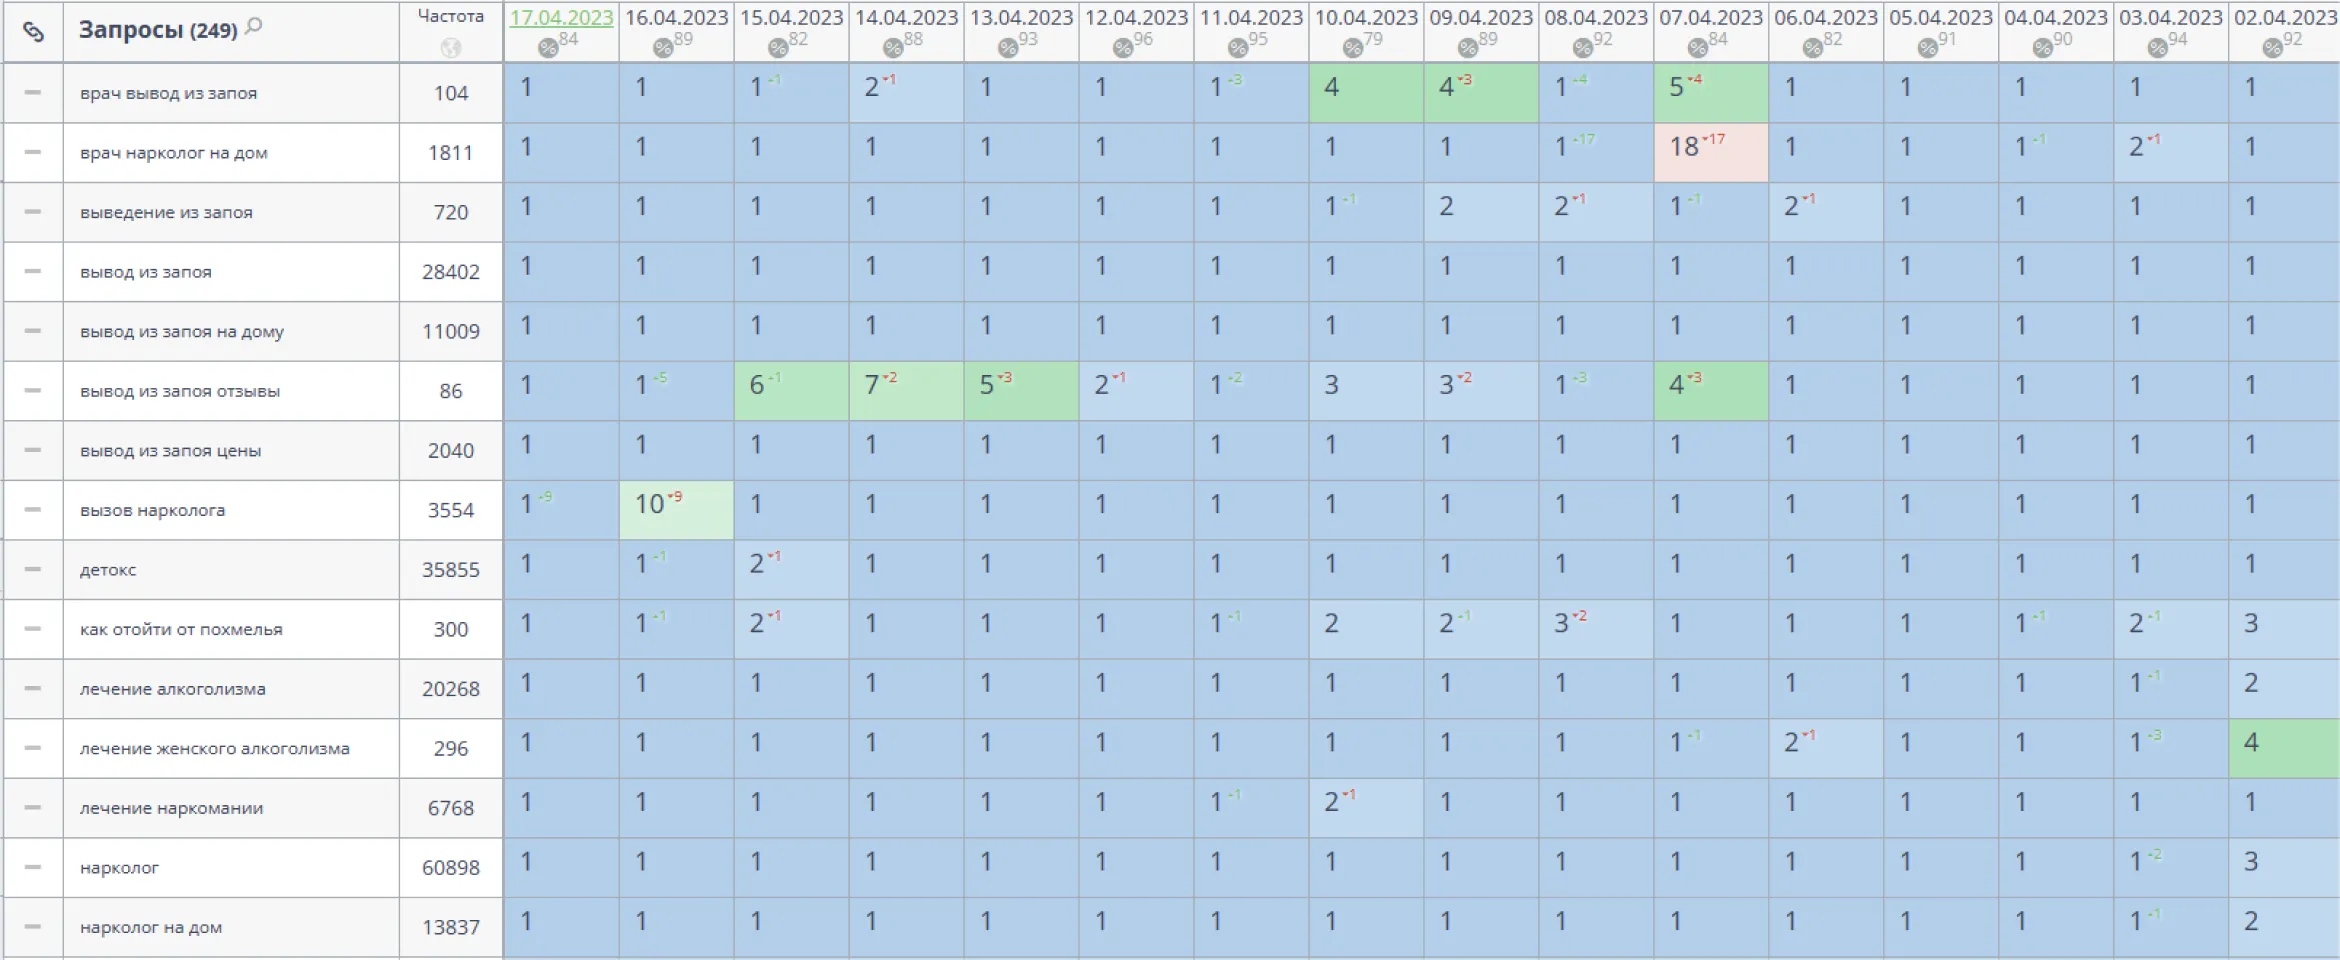 Запросы (249) Частота 17.04.2023 16.04.2023 15.04.2023 14.04.2023 13.04.2023 12.04.2023 11.04.2023 10.04.2023 09.04.2023 08.04.2023 07.04.2023 06.04.2023 05.04.2023 04.04.2023 03.04.2023 02.04.2023
%84 %89 %82 %88 %93 %96 %95 %79 %89 %92 %84 %82 %91 %90 %94 %92
врач вывод из запоя 104 1 1 1 -1 2 -1 1 1 1 -3 4 4 -3 1 -4 5 -4 1 1 1 1 1
врач нарколог на дом 1811 1 1 1 1 1 1 1 1 1 1 -17 18 -17 1 1 1 -1 2 -1 1
выведение из запоя 720 1 1 1 1 1 1 1 1 -1 2 2 -1 1 -1 2 -1 1 1 1 1
вывод из запоя 28402 1 1 1 1 1 1 1 1 1 1 1 1 1 1 1 1
вывод из запоя на дому 11009 1 1 1 1 1 1 1 1 1 1 1 1 1 1 1 1
вывод из запоя отзывы 86 1 1 -5 6 -1 7 -2 5 -3 2 -1 1 -2 3 3 -2 1 -3 4 -3 1 1 1 1 1
вывод из запоя цены 2040 1 1 1 1 1 1 1 1 1 1 1 1 1 1 1 1
вызов нарколога 3554 1 -9 10 -9 1 1 1 1 1 1 1 1 1 1 1 1 1 1
детокс 35855 1 1 -1 2 -1 1 1 1 1 1 1 1 1 1 1 1 1 1
как отойти от похмелья 300 1 1 -1 2 -1 1 1 1 1 -1 2 2 -1 3 -2 1 1 1 1 -1 2 -1 3
лечение алкоголизма 20268 1 1 1 1 1 1 1 1 1 1 1 1 1 1 1 -1 2
лечение женского алкоголизма 296 1 1 1 1 1 1 1 1 1 1 1 -1 2 -1 1 1 1 -3 4
лечение наркомании 6768 1 1 1 1 1 1 1 -1 2 -1 1 1 1 1 1 1 1 1
нарколог 60898 1 1 1 1 1 1 1 1 1 1 1 1 1 1 1 -2 3
нарколог на дом 13837 1 1 1 1 1 1 1 1 1 1 1 1 1 1 1 -1 2